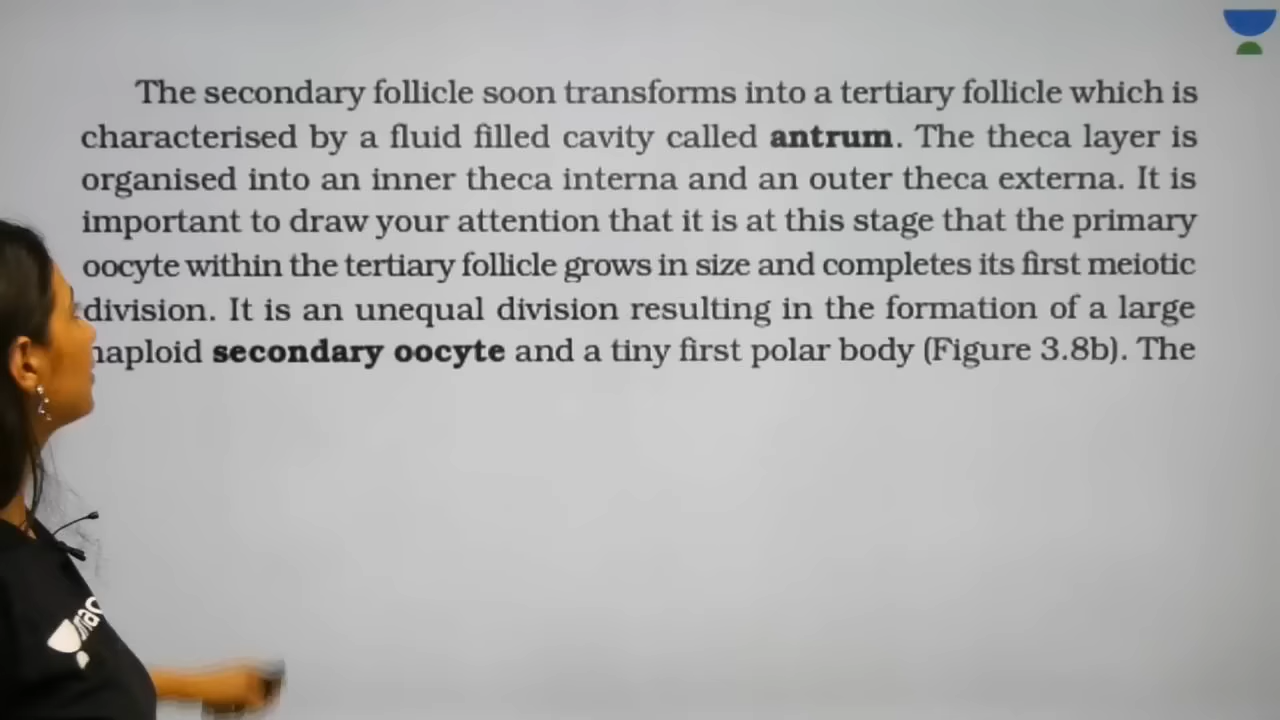 The secondary follicle soon transforms into a tertiary follicle which is
characterised by a fluid filled cavity called antrum. The theca layer is
organised into an inner theca interna and an outer theca externa. It is
important to draw your attention that it is at this stage that the primary
oocyte within the tertiary follicle grows in size and completes its first meiotic
division. It is an unequal division resulting in the formation of a large
haploid secondary oocyte and a tiny first polar body (Figure 3.8b). The